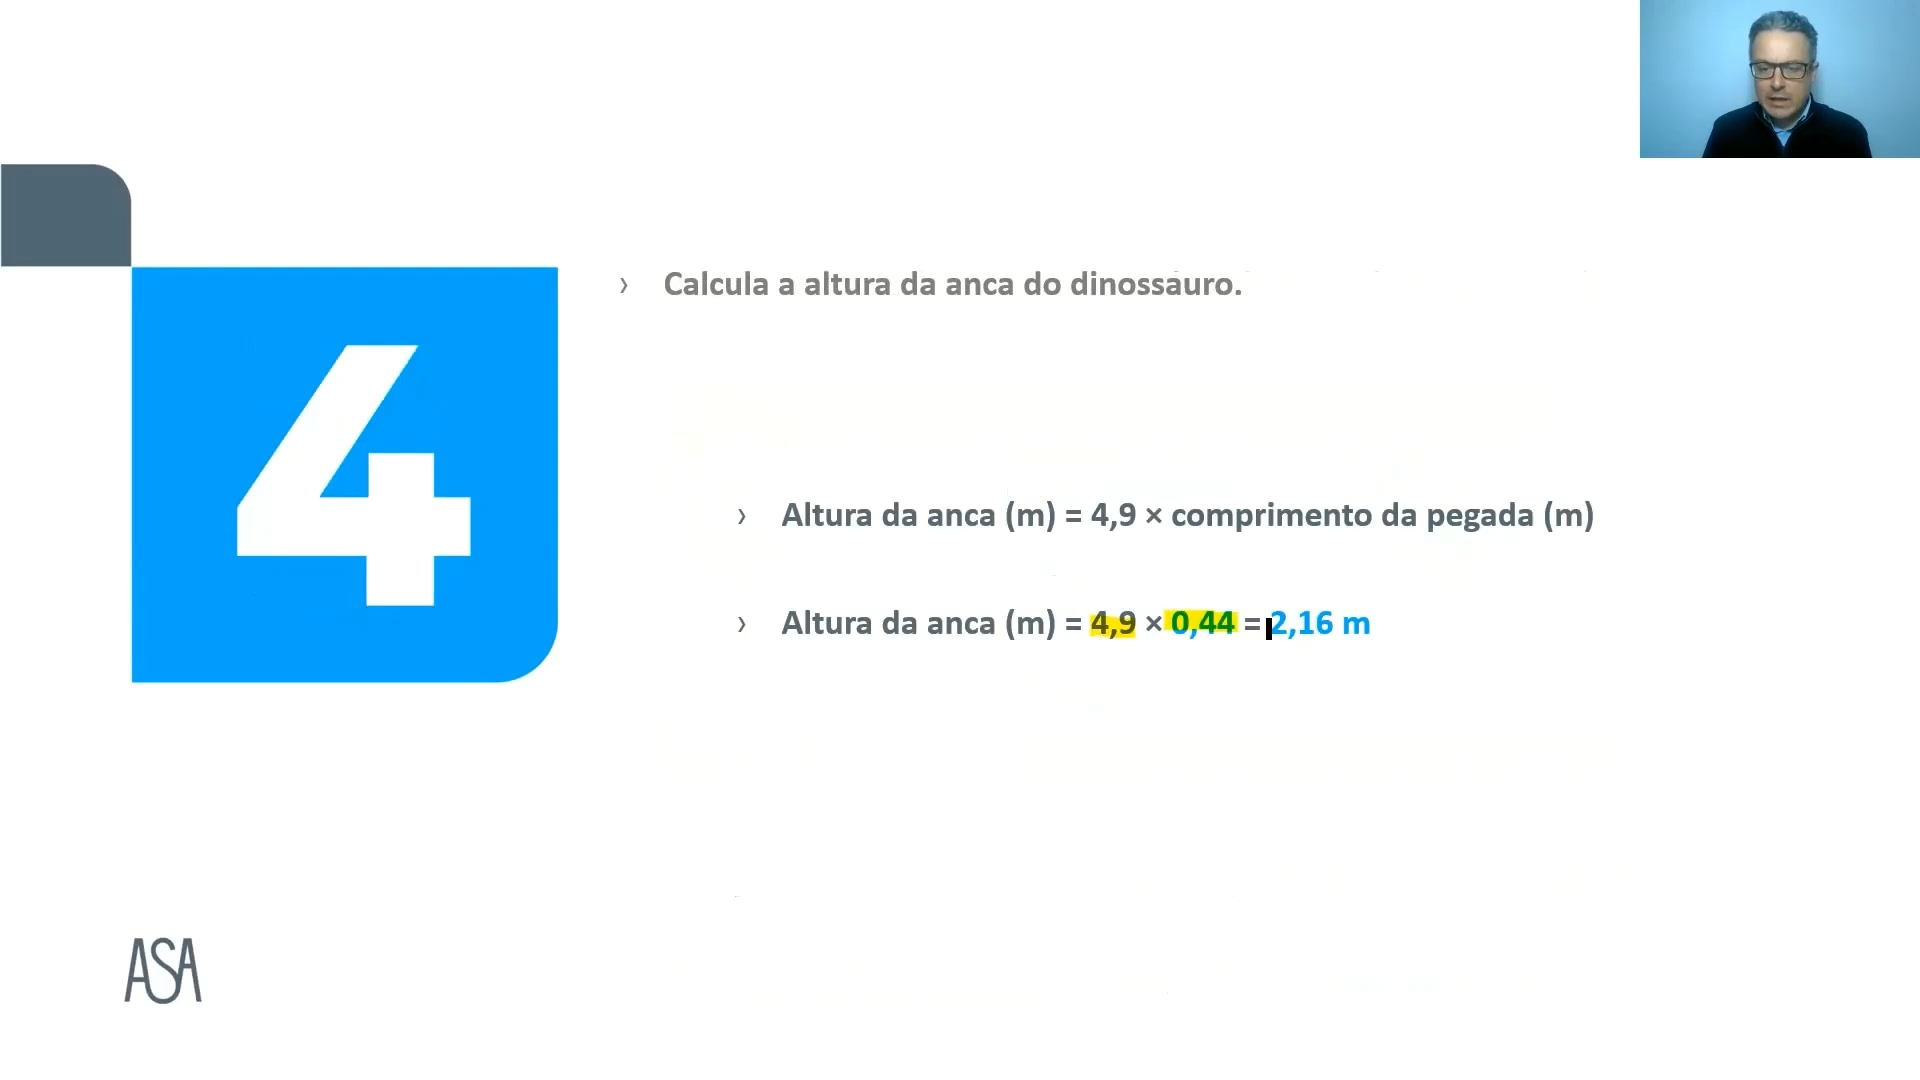 › Calcula a altura da anca do dinossauro.
4
› Altura da anca (m) = 4,9 × comprimento da pegada (m)
› Altura da anca (m) = 4,9 × 0,44 = 2,16 m
ASA